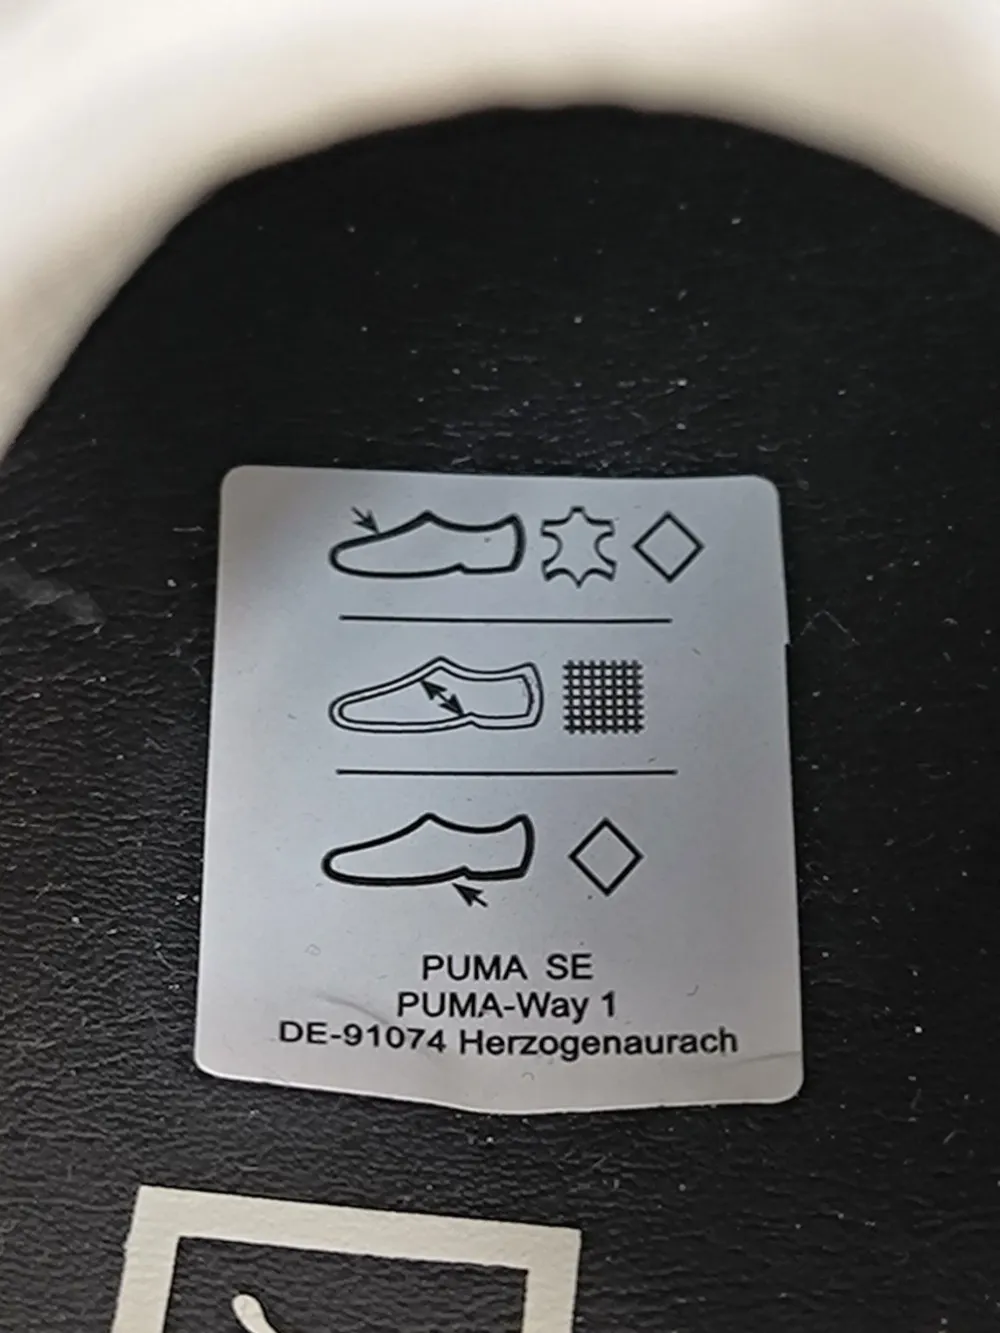 PUMA SE
PUMA-Way 1
DE-91074 Herzogenaurach